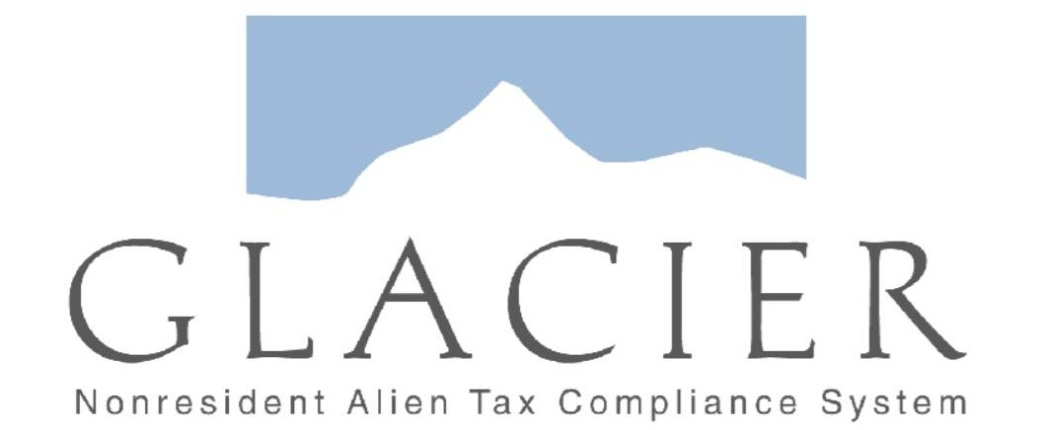 GLACIER
Nonresident Alien Tax Compliance System